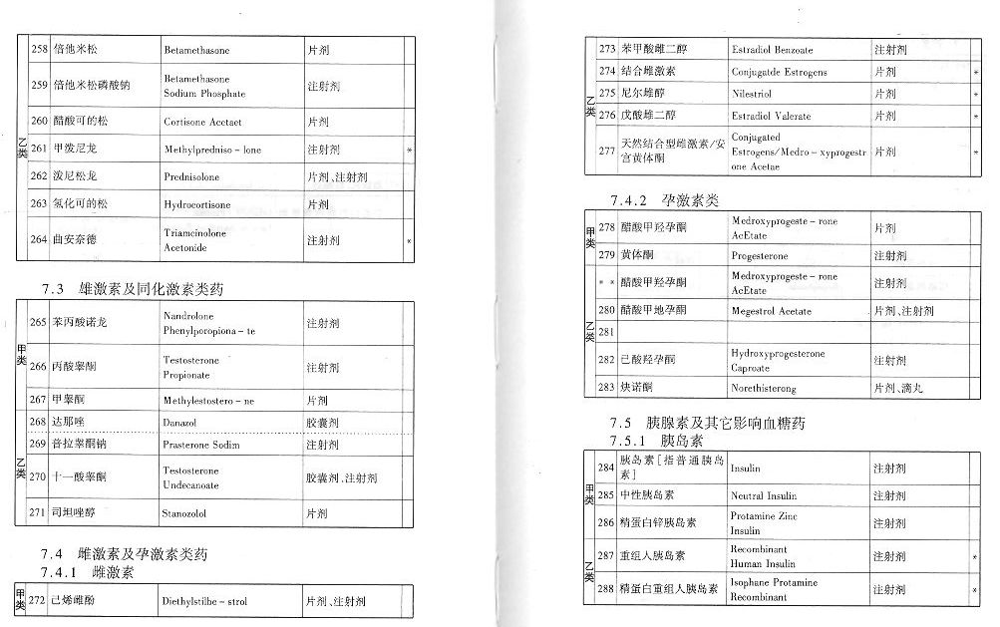 乙类
258 倍他米松 Betamethasone 片剂
259 倍他米松磷酸钠 Betamethasone 注射剂
Sodium Phosphate
260 醋酸可的松 Cortisone Acctaet 片剂
261 甲泼尼龙 Methylpredniso-lone 注射剂 *
262 泼尼松龙 Prednisolone 片剂、注射剂
263 氢化可的松 Hydrocortisone 片剂
264 曲安奈德 Triamcinolone 注射剂 *
Acetonide
7.3 雄激素及同化激素类药
甲类
265 苯丙酸诺龙 Nandrolone 注射剂
Phenylporopiona-te
266 丙酸睾酮 Testosterone 注射剂
Propionate
267 甲睾酮 Methylestostero-ne 片剂
乙类
268 达那唑 Danazol 胶囊剂
269 普拉睾酮钠 Prasterone Sodim 注射剂
270 十一酸睾酮 Testosterone 胶囊剂、注射剂
Undecanoate
271 司坦唑醇 Stanozolol 片剂
7.4 雌激素及孕激素类药
7.4.1 雌激素
甲类
272 己烯雌酚 Diethylstilbe-strol 片剂、注射剂
乙类
273 苯甲酸雌二醇 Estradiol Benzoate 注射剂
274 结合雌激素 Conjugatde Estrogens 片剂 *
275 尼尔雌醇 Nilestriol 片剂 *
276 戊酸雌二醇 Estradiol Valerate 片剂 *
277 天然结合型雌激素/安宫黄体酮 Conjugated 片剂 *
Estrogens/Medro-xyprogestr
one Acetae
7.4.2 孕激素类
甲类
278 醋酸甲羟孕酮 Medroxyprogeste-rone 片剂
AcEtate
279 黄体酮 Progesterone 注射剂
乙类
* * 醋酸甲羟孕酮 Medroxyprogeste-rone 注射剂
AcEtate
280 醋酸甲地孕酮 Megestrol Acetate 片剂、注射剂
281
282 已酸羟孕酮 Hydroxyprogesterone 注射剂
Caproate
283 炔诺酮 Norethisterong 片剂、滴丸
7.5 胰腺素及其它影响血糖药
7.5.1 胰岛素
甲类
284 胰岛素[指普通胰岛素] Insulin 注射剂
285 中性胰岛素 Neutral Insulin 注射剂
286 精蛋白锌胰岛素 Protamine Zinc 注射剂
Insulin
乙类
287 重组人胰岛素 Recombinant 注射剂 *
Human Insulin
288 精蛋白重组人胰岛素 Isophane Protamine 注射剂 *
Recombinant